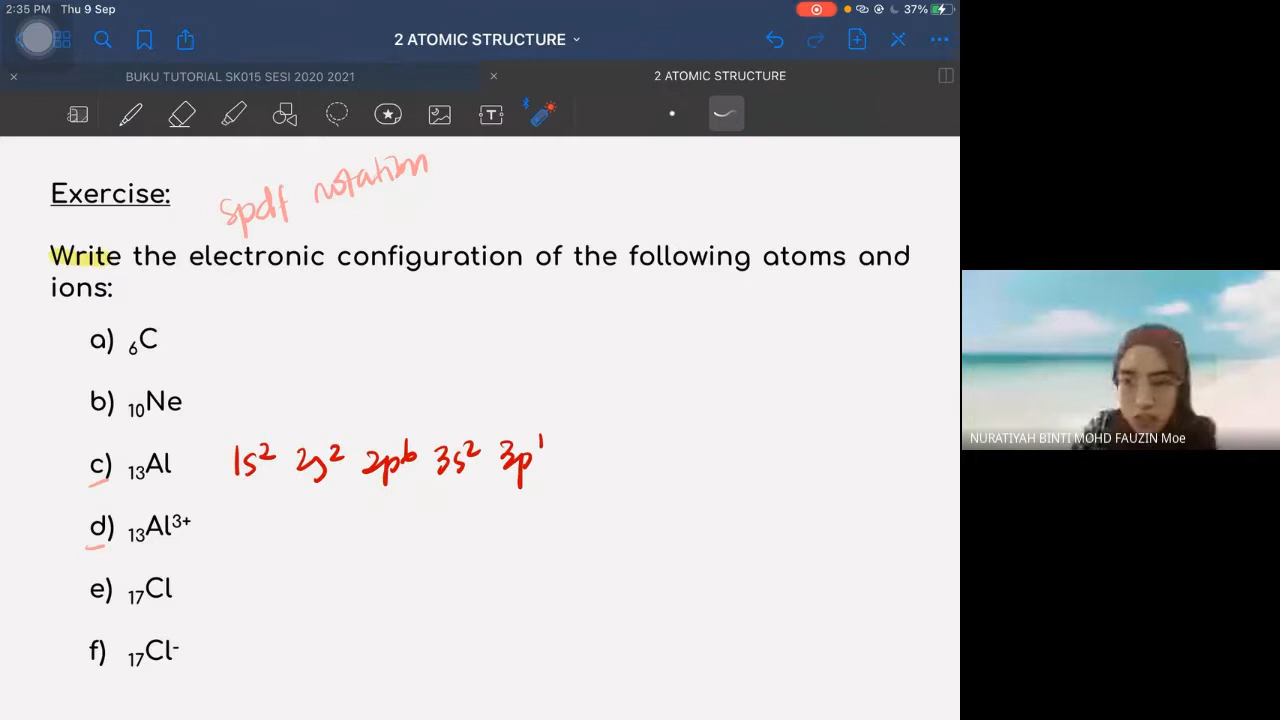 2:35 PM Thu 9 Sep
37%
2 ATOMIC STRUCTURE
BUKU TUTORIAL SK015 SESI 2020 2021
2 ATOMIC STRUCTURE
T
spdf notation
Exercise:
Write the electronic configuration of the following atoms and
ions:
a) ₆C
b) ₁₀Ne
c) ₁₃Al 1s² 2s² 2p⁶ 3s² 3p¹
d) ₁₃Al³⁺
e) ₁₇Cl
f) ₁₇Cl⁻
NURATIYAH BINTI MOHD FAUZIN Moe